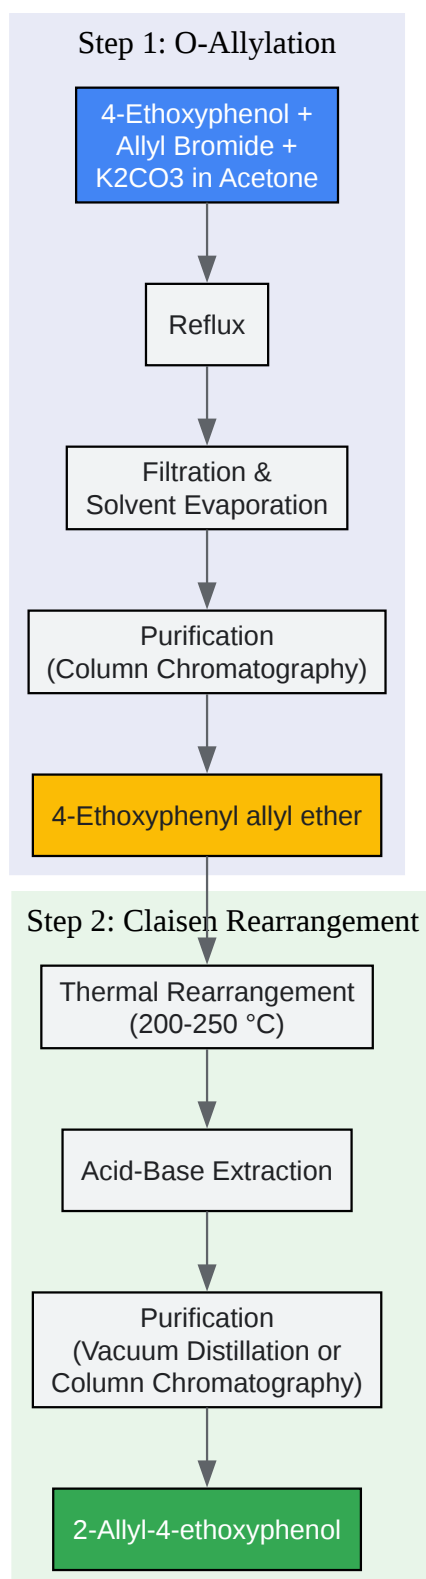 Step 1: O-Allylation
4-Ethoxyphenol +
Allyl Bromide +
K2CO3 in Acetone
Reflux
Filtration &
Solvent Evaporation
Purification
(Column Chromatography)
4-Ethoxyphenyl allyl ether
Step 2: Claisen Rearrangement
Thermal Rearrangement
(200-250 °C)
Acid-Base Extraction
Purification
(Vacuum Distillation or
Column Chromatography)
2-Allyl-4-ethoxyphenol